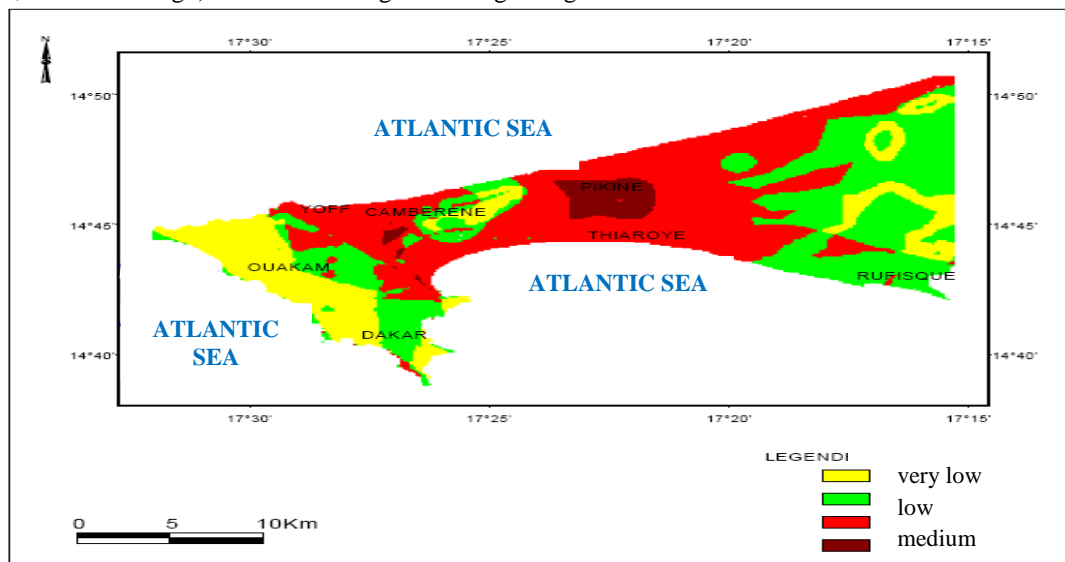 N
17°30' 17°25' 17°20' 17°15'
14°50' 14°50'
ATLANTIC SEA
PIKINE
YOFF CAMBERENE
14°45' THIAROYE 14°45'
OUAKAM RUFISQUE
ATLANTIC SEA
ATLANTIC
SEA
DAKAR
14°40' 14°40'
17°30' 17°25' 17°20' 17°15'
LEGENDI
very low
low
medium
0 5 10Km